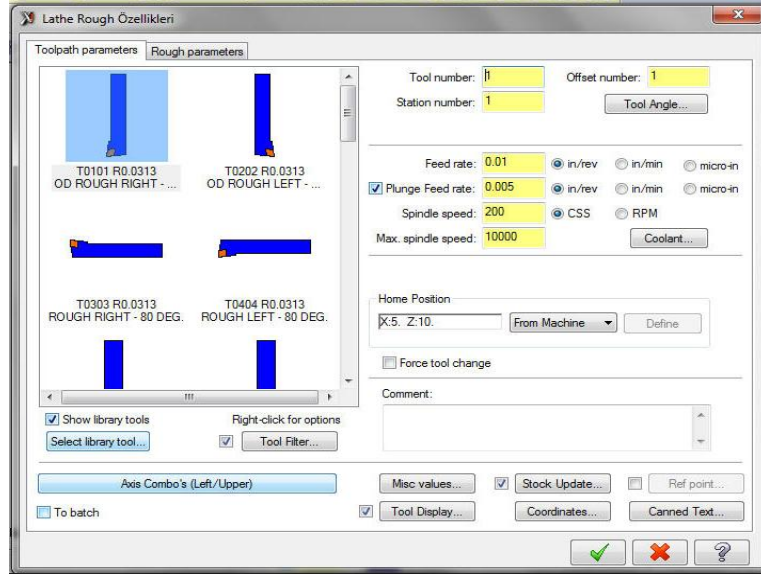 Lathe Rough Özellikleri
Toolpath parameters
Rough parameters
T0101 R0.0313
OD ROUGH RIGHT - ...
T0202 R0.0313
OD ROUGH LEFT - ...
T0303 R0.0313
ROUGH RIGHT - 80 DEG.
T0404 R0.0313
ROUGH LEFT - 80 DEG.
Show library tools
Right-click for options
Select library tool...
Tool Filter...
Tool number: 1
Offset number: 1
Station number: 1
Tool Angle...
Feed rate: 0.01 in/rev in/min micro-in
Plunge Feed rate: 0.005 in/rev in/min micro-in
Spindle speed: 200 CSS RPM
Max. spindle speed: 10000
Coolant...
Home Position
X:5. Z:10.
From Machine
Define
Force tool change
Comment:
Axis Combo's (Left/Upper)
Misc values...
Stock Update...
Ref point...
To batch
Tool Display...
Coordinates...
Canned Text...